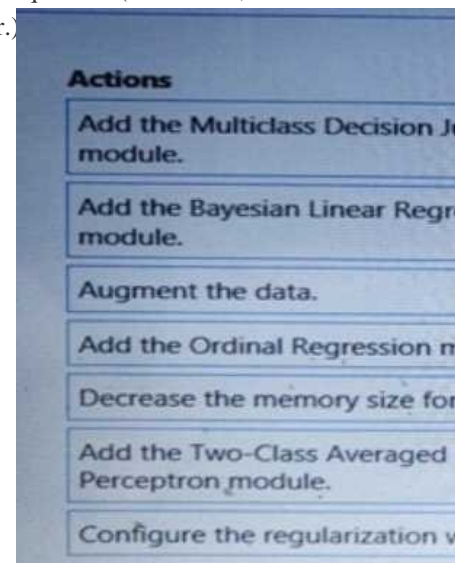 r.)
Actions
Add the Multiclass Decision
module.
Add the Bayesian Linear
module.
Augment the data.
Add the Ordinal Regression
Decrease the memory size for
Add the Two-Class Averaged
Perceptron module.
Configure the regularization